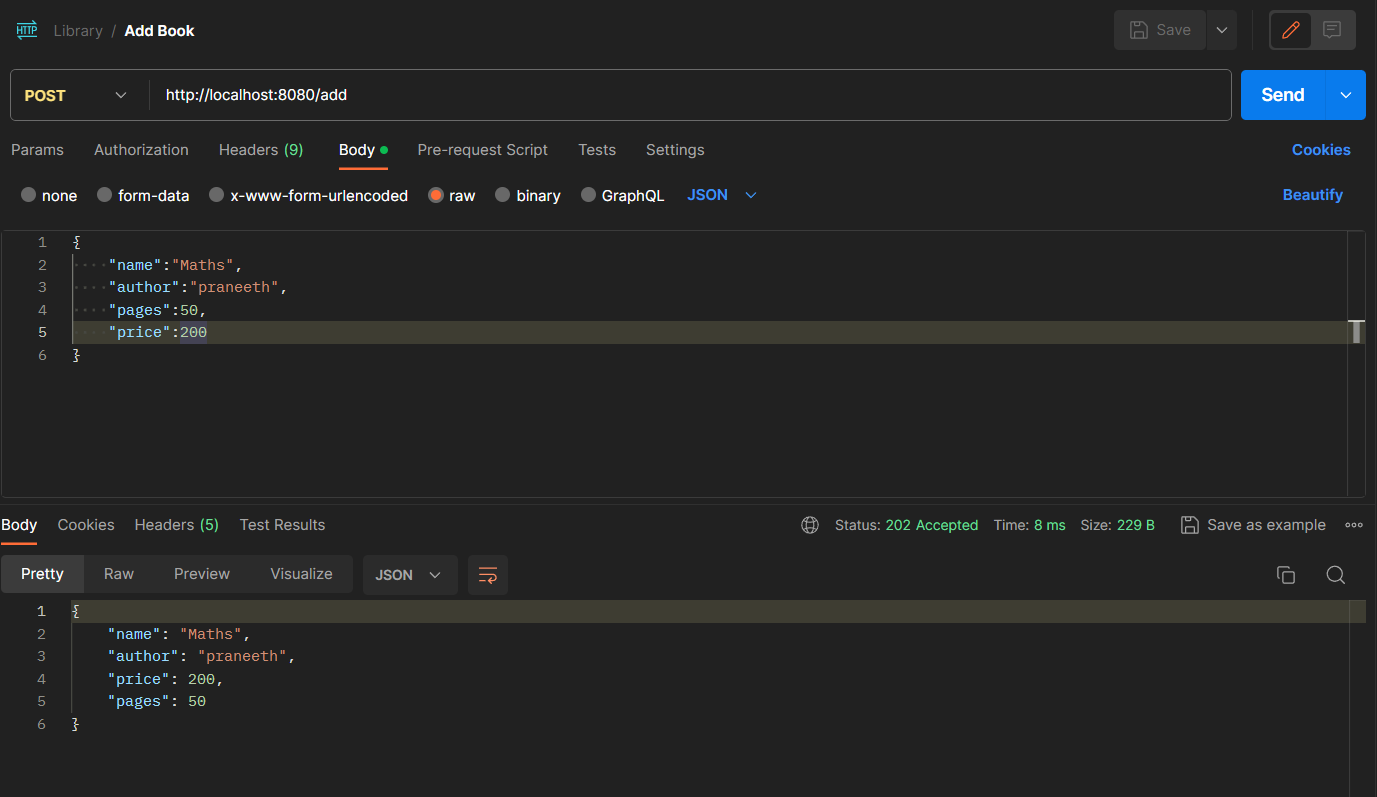 HTTP Library / Add Book Save
POST http://localhost:8080/add Send
Params Authorization Headers (9) Body Pre-request Script Tests Settings Cookies
none form-data x-www-form-urlencoded raw binary GraphQL JSON Beautify
1 {
2 ····"name":"Maths",
3 ····"author":"praneeth",
4 ····"pages":50,
5 ····"price":200
6 }
Body Cookies Headers (5) Test Results Status: 202 Accepted Time: 8 ms Size: 229 B Save as example
Pretty Raw Preview Visualize JSON
1 {
2 "name": "Maths",
3 "author": "praneeth",
4 "price": 200,
5 "pages": 50
6 }